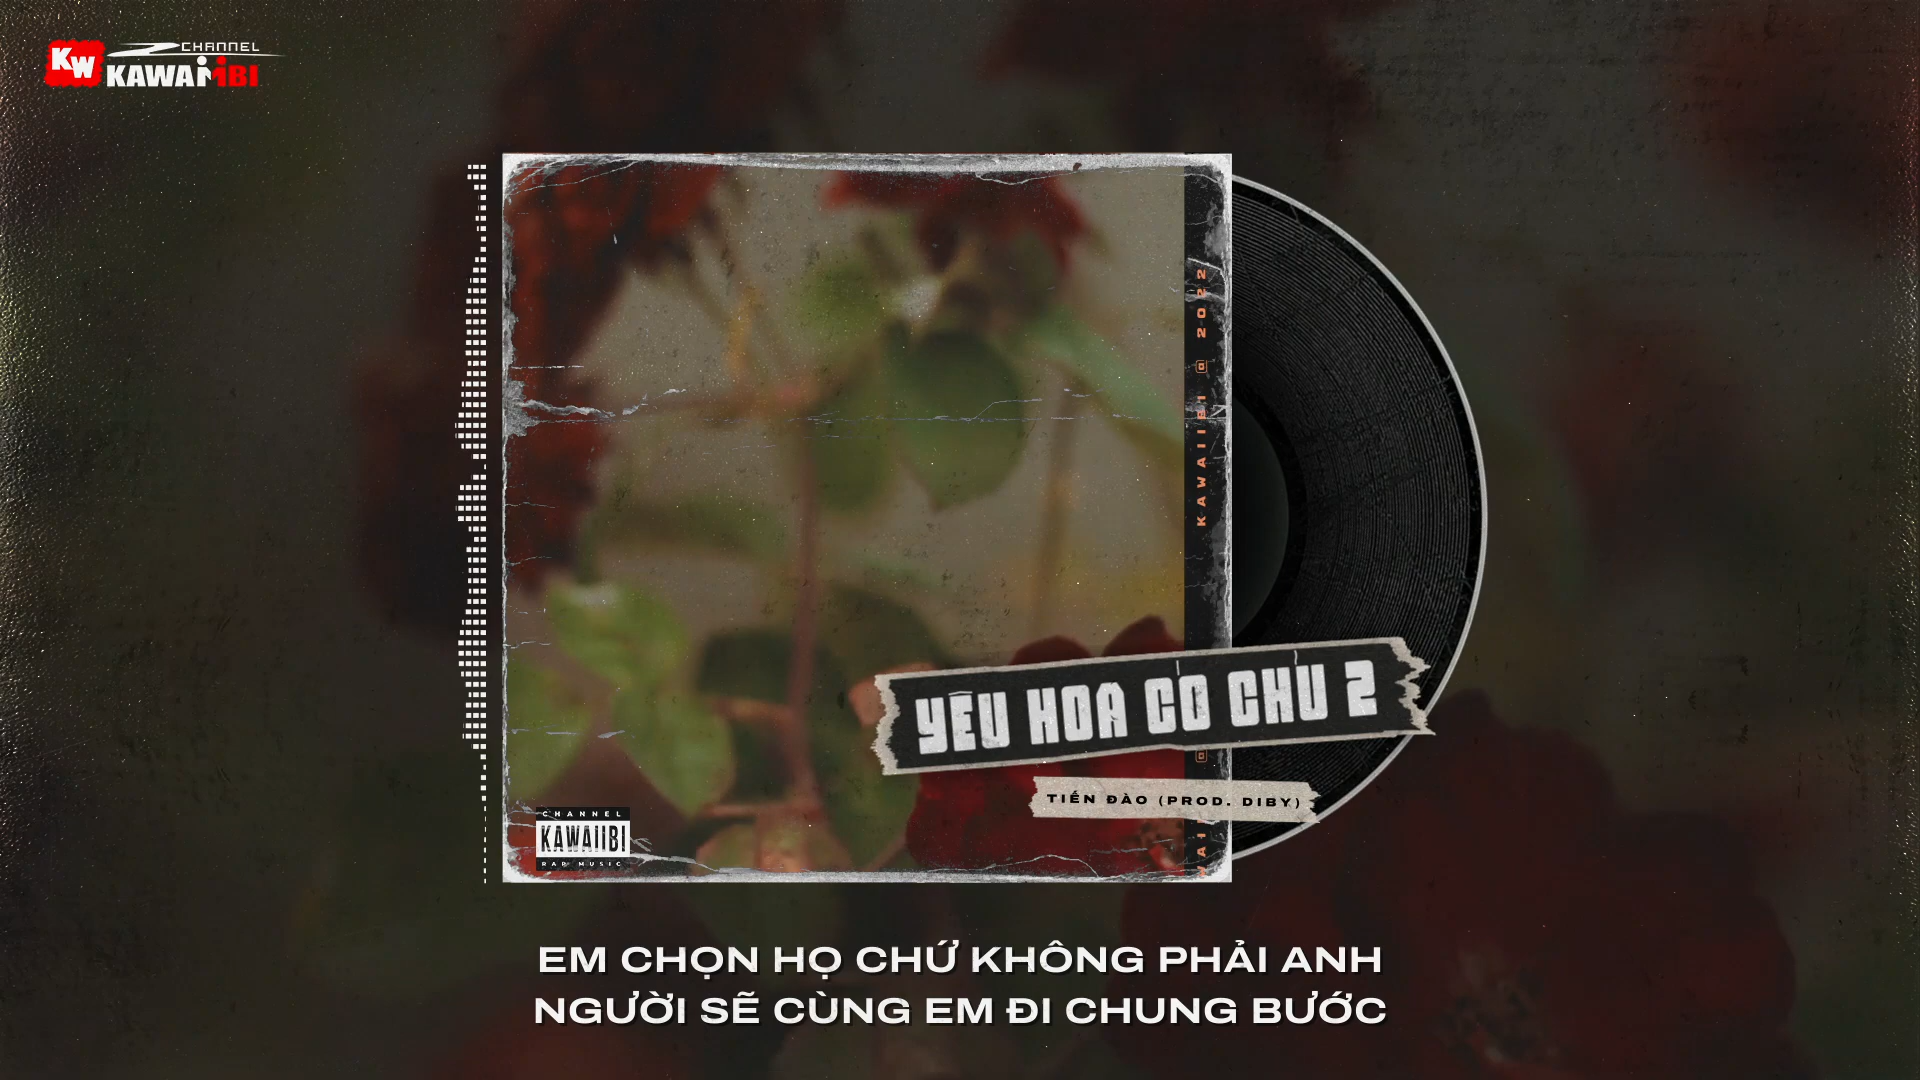 KW CHANNEL
KAWAIIBI
KAWAIIBI @ 2022
YÊU HOA CÓ CHỦ 2
TIẾN ĐÀO (PROD. DIBY)
CHANNEL
KAWAIIBI
RAP MUSIC
EM CHỌN HỌ CHỨ KHÔNG PHẢI ANH
NGƯỜI SẼ CÙNG EM ĐI CHUNG BƯỚC